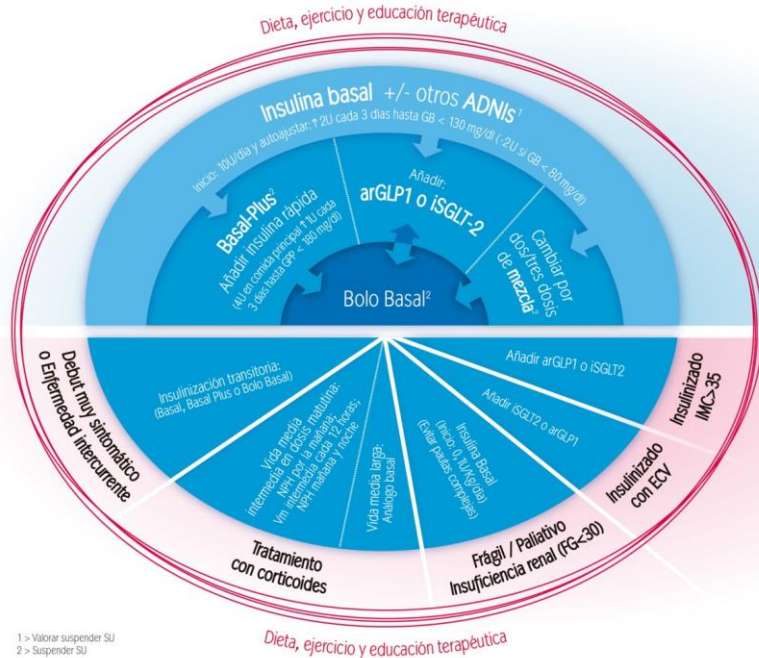 Dieta, ejercicio y educación terapéutica
Insulina basal +/- otros ADNIs¹
Inicio: 10U/día y autoajustar: ↑2U cada 3 días hasta GB < 130 mg/dl (-2U si GB < 80 mg/dl)
Basal-Plus²
Añadir insulina rápida
(4U en comida principal ↑1U cada
3 días hasta GPP < 180 mg/dl)
Añadir:
arGLP1 o iSGLT-2
Cambiar por
dos/tres dosis
de mezcla²
Bolo Basal²
Debut muy sintomático
o Enfermedad intercurrente
Insulinización transitoria:
(Basal, Basal Plus o Bolo Basal)
Tratamiento
con corticoides
Vida media
intermedia en dosis matutina:
NPH por la mañana;
Vm intermedia cada 12 horas:
NPH mañana y noche
Vida media larga:
Análogo basal
Frágil / Paliativo
Insuficiencia renal (FG<30)
Insulina Basal
(Inicio: 0,1U/Kg/día)
(Evitar pautas complejas)
Insulinizado
con ECV
Añadir iSGLT2 o arGLP1
Insulinizado
IMC>35
Añadir arGLP1 o iSGLT2
1 > Valorar suspender SU
2 > Suspender SU
Dieta, ejercicio y educación terapéutica